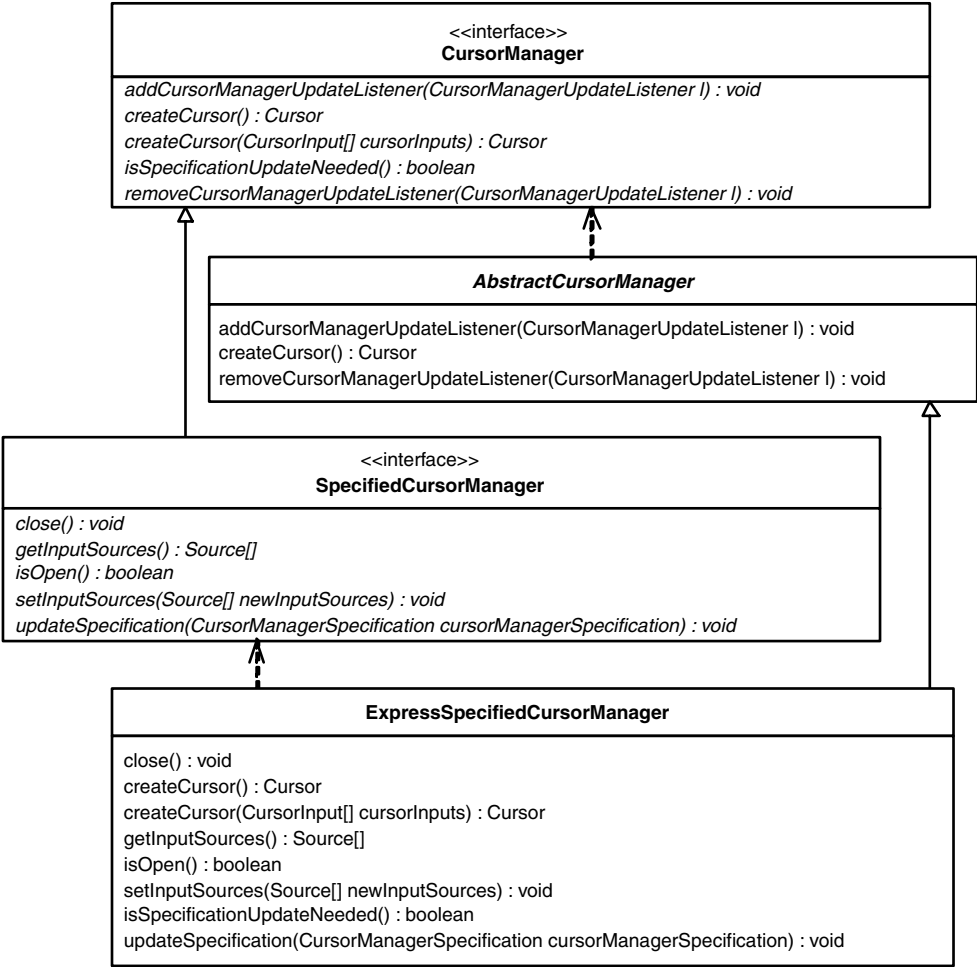 <<interface>>
CursorManager
addCursorManagerUpdateListener(CursorManagerUpdateListener l) : void
createCursor() : Cursor
createCursor(CursorInput[] cursorInputs) : Cursor
isSpecificationUpdateNeeded() : boolean
removeCursorManagerUpdateListener(CursorManagerUpdateListener l) : void
AbstractCursorManager
addCursorManagerUpdateListener(CursorManagerUpdateListener l) : void
createCursor() : Cursor
removeCursorManagerUpdateListener(CursorManagerUpdateListener l) : void
<<interface>>
SpecifiedCursorManager
close() : void
getInputSources() : Source[]
isOpen() : boolean
setInputSources(Source[] newInputSources) : void
updateSpecification(CursorManagerSpecification cursorManagerSpecification) : void
ExpressSpecifiedCursorManager
close() : void
createCursor() : Cursor
createCursor(CursorInput[] cursorInputs) : Cursor
getInputSources() : Source[]
isOpen() : boolean
setInputSources(Source[] newInputSources) : void
isSpecificationUpdateNeeded() : boolean
updateSpecification(CursorManagerSpecification cursorManagerSpecification) : void